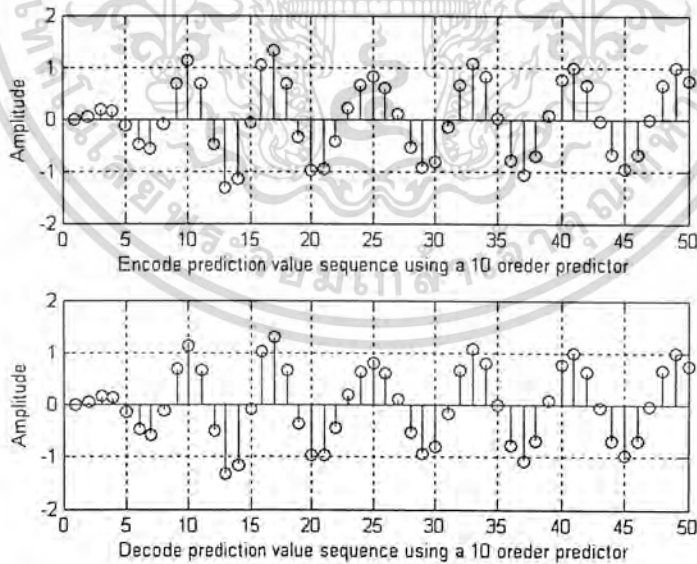 2
1
0
-1
-2
Amplitude
0 5 10 15 20 25 30 35 40 45 50
Encode prediction value sequence using a 10 oreder predictor
2
1
0
-1
-2
Amplitude
0 5 10 15 20 25 30 35 40 45 50
Decode prediction value sequence using a 10 oreder predictor